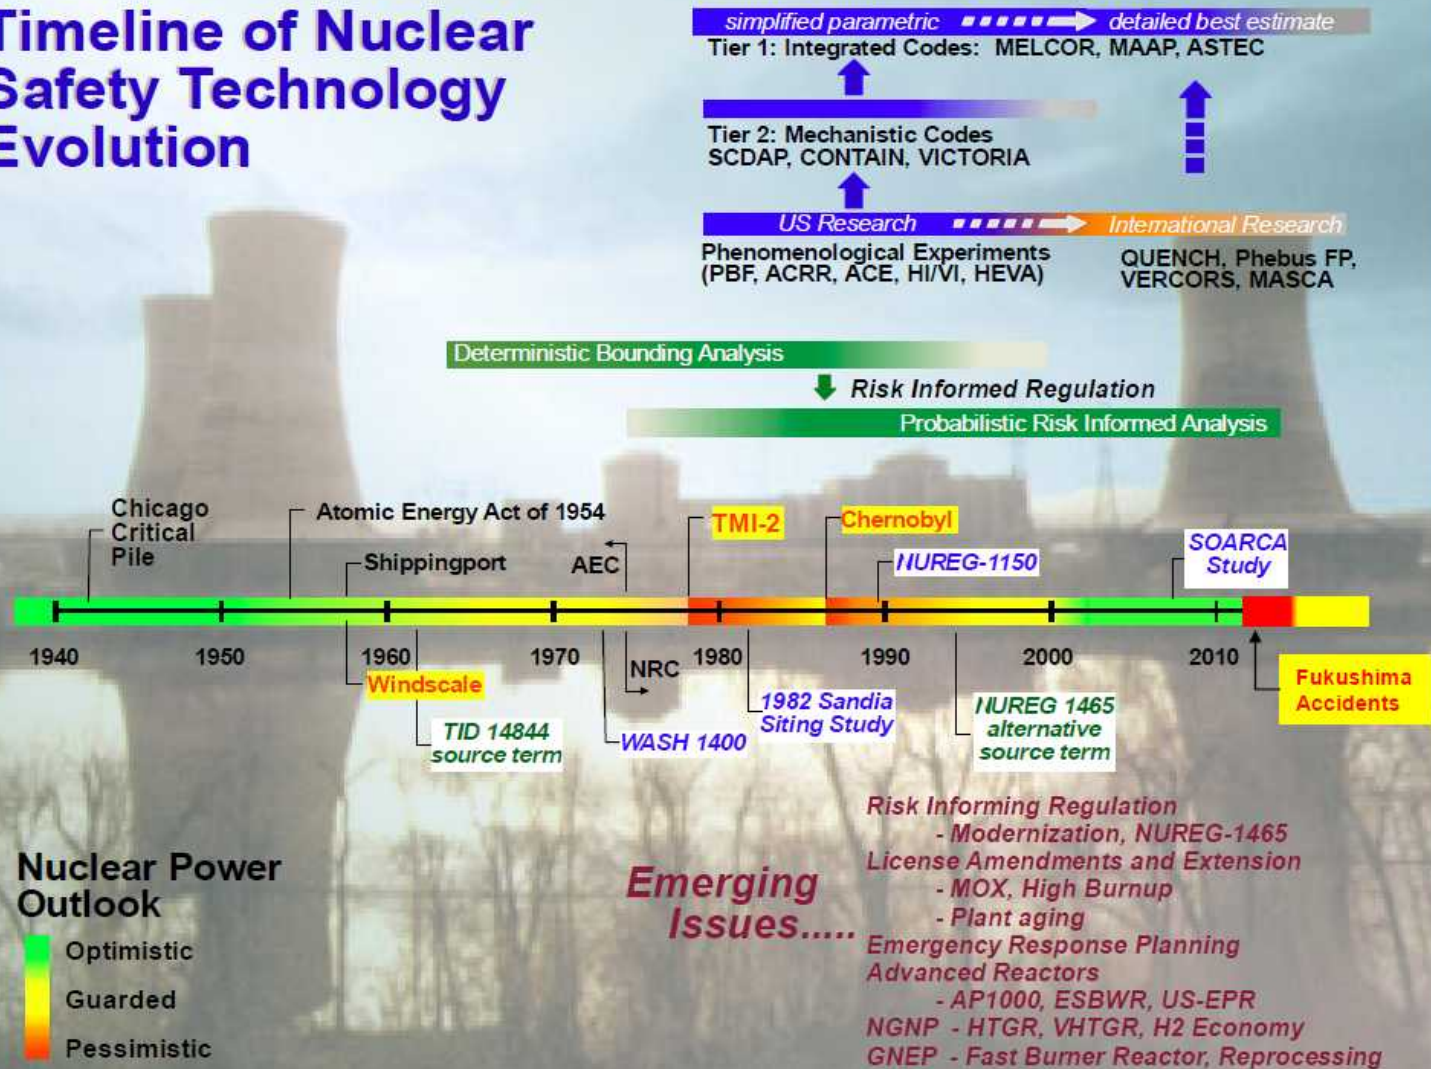 Timeline of Nuclear
Safety Technology
Evolution
simplified parametric
detailed best estimate
Tier 1: Integrated Codes: MELCOR, MAAP, ASTEC
Tier 2: Mechanistic Codes
SCDAP, CONTAIN, VICTORIA
US Research
International Research
Phenomenological Experiments
(PBF, ACRR, ACE, HI/VI, HEVA)
QUENCH, Phebus FP,
VERCORS, MASCA
Deterministic Bounding Analysis
Risk Informed Regulation
Probabilistic Risk Informed Analysis
Chicago
Critical
Pile
Atomic Energy Act of 1954
Shippingport
AEC
TMI-2
Chernobyl
NUREG-1150
SOARCA
Study
1940 1950 1960 1970 1980 1990 2000 2010
Windscale
NRC
TID 14844
source term
WASH 1400
1982 Sandia
Siting Study
NUREG 1465
alternative
source term
Fukushima
Accidents
Nuclear Power
Outlook
Optimistic
Guarded
Pessimistic
Emerging
Issues.....
Risk Informing Regulation
- Modernization, NUREG-1465
License Amendments and Extension
- MOX, High Burnup
- Plant aging
Emergency Response Planning
Advanced Reactors
- AP1000, ESBWR, US-EPR
NGNP - HTGR, VHTGR, H2 Economy
GNEP - Fast Burner Reactor, Reprocessing